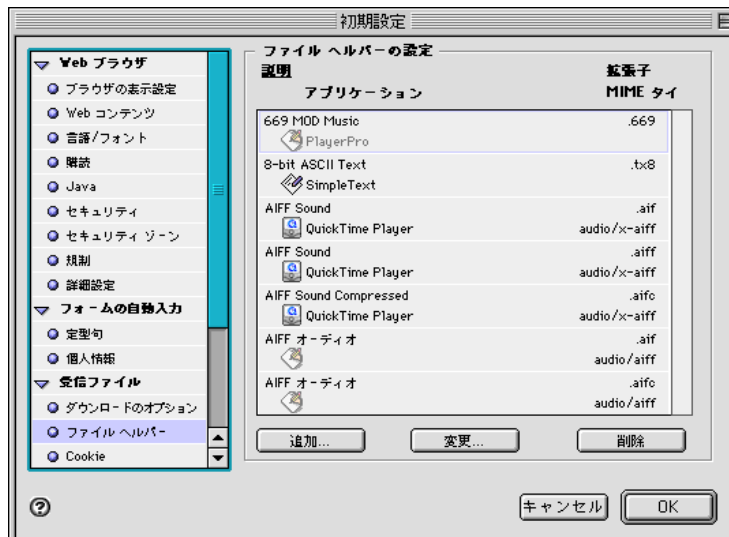 初期設定
Web ブラウザ
ブラウザの表示設定
Web コンテンツ
言語/フォント
購読
Java
セキュリティ
セキュリティ ゾーン
規制
詳細設定
フォームの自動入力
定型句
個人情報
受信ファイル
ダウンロードのオプション
ファイル ヘルパー
Cookie
ファイル ヘルパーの設定
説明 拡張子
アプリケーション MIME タイ
669 MOD Music .669
PlayerPro
8-bit ASCII Text .tx8
SimpleText
AIFF Sound .aif
QuickTime Player audio/x-aiff
AIFF Sound .aiff
QuickTime Player audio/x-aiff
AIFF Sound Compressed .aifc
QuickTime Player audio/x-aiff
AIFF オーディオ .aif
audio/aiff
AIFF オーディオ .aifc
audio/aiff
追加... 変更... 削除
? キャンセル OK